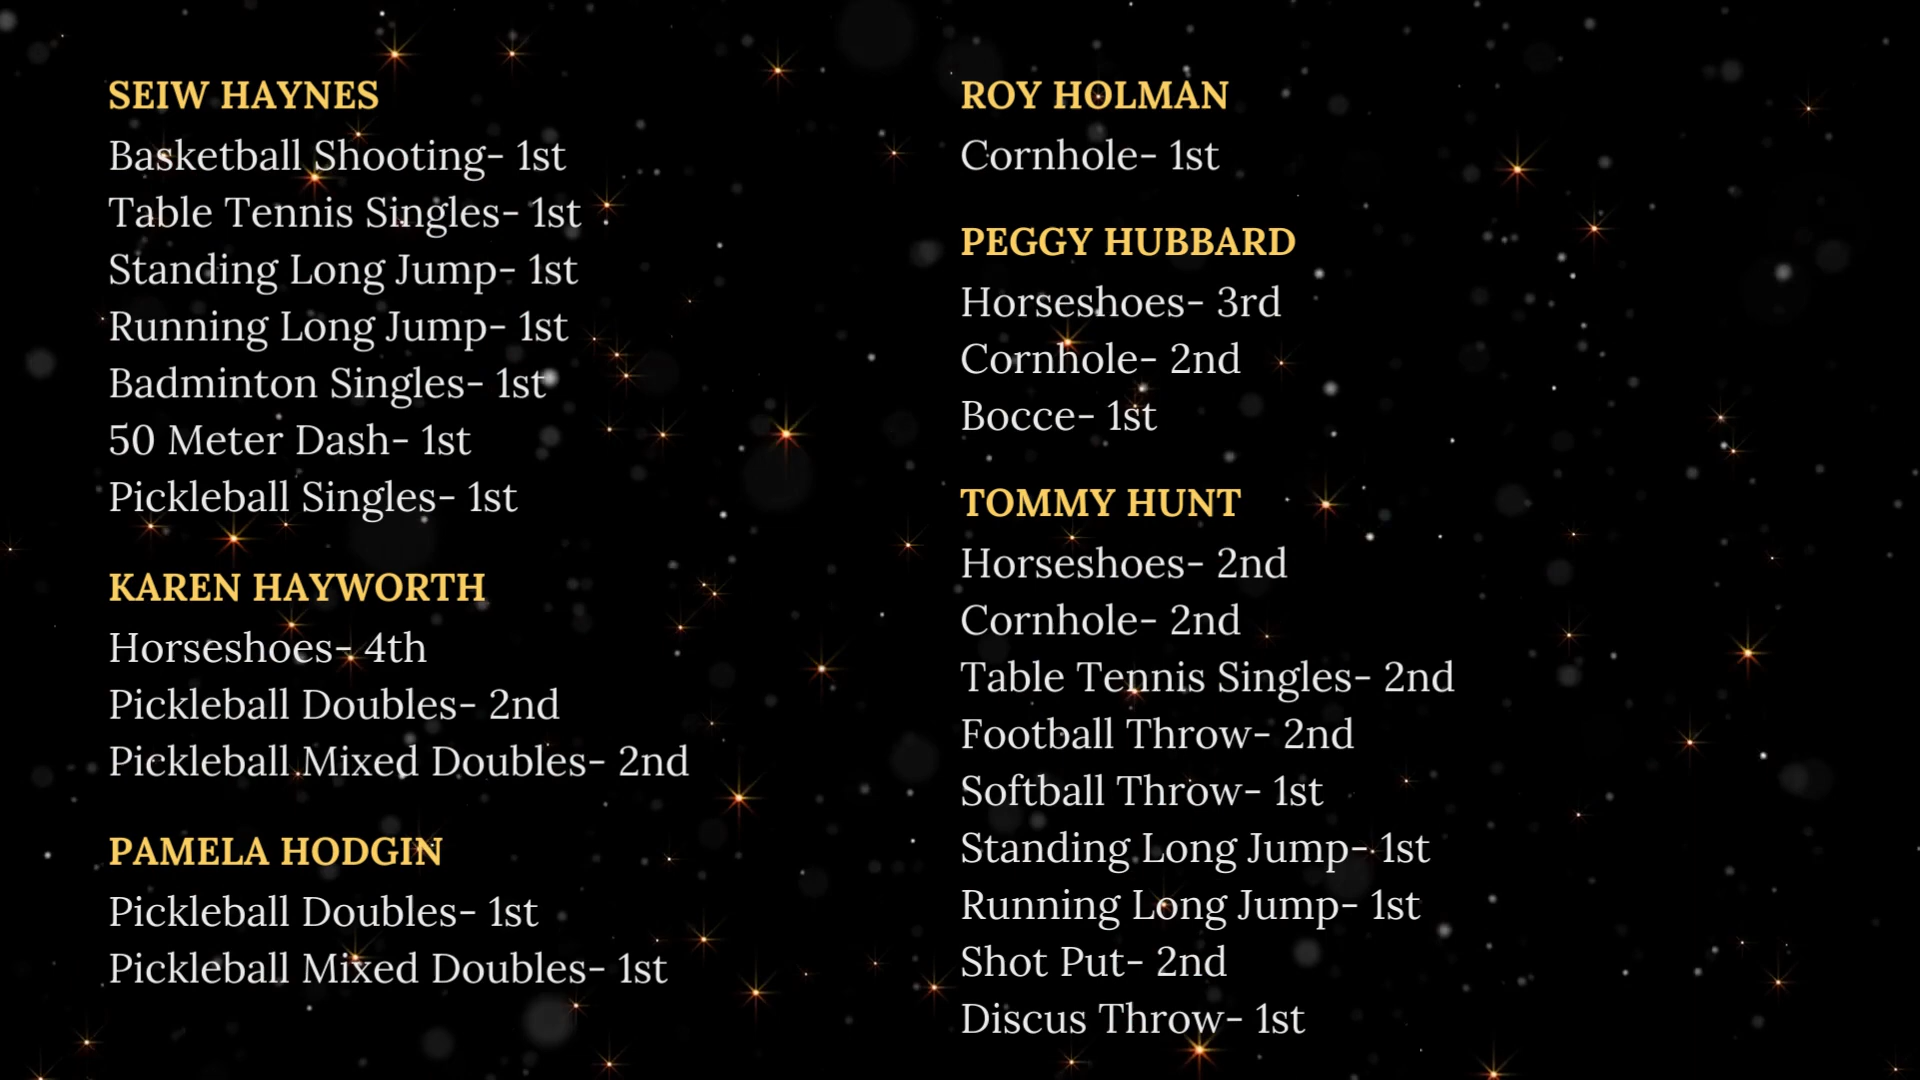 SEIW HAYNES
Basketball Shooting- 1st
Table Tennis Singles- 1st
Standing Long Jump- 1st
Running Long Jump- 1st
Badminton Singles- 1st
50 Meter Dash- 1st
Pickleball Singles- 1st
KAREN HAYWORTH
Horseshoes- 4th
Pickleball Doubles- 2nd
Pickleball Mixed Doubles- 2nd
PAMELA HODGIN
Pickleball Doubles- 1st
Pickleball Mixed Doubles- 1st
ROY HOLMAN
Cornhole- 1st
PEGGY HUBBARD
Horseshoes- 3rd
Cornhole- 2nd
Bocce- 1st
TOMMY HUNT
Horseshoes- 2nd
Cornhole- 2nd
Table Tennis Singles- 2nd
Football Throw- 2nd
Softball Throw- 1st
Standing Long Jump- 1st
Running Long Jump- 1st
Shot Put- 2nd
Discus Throw- 1st